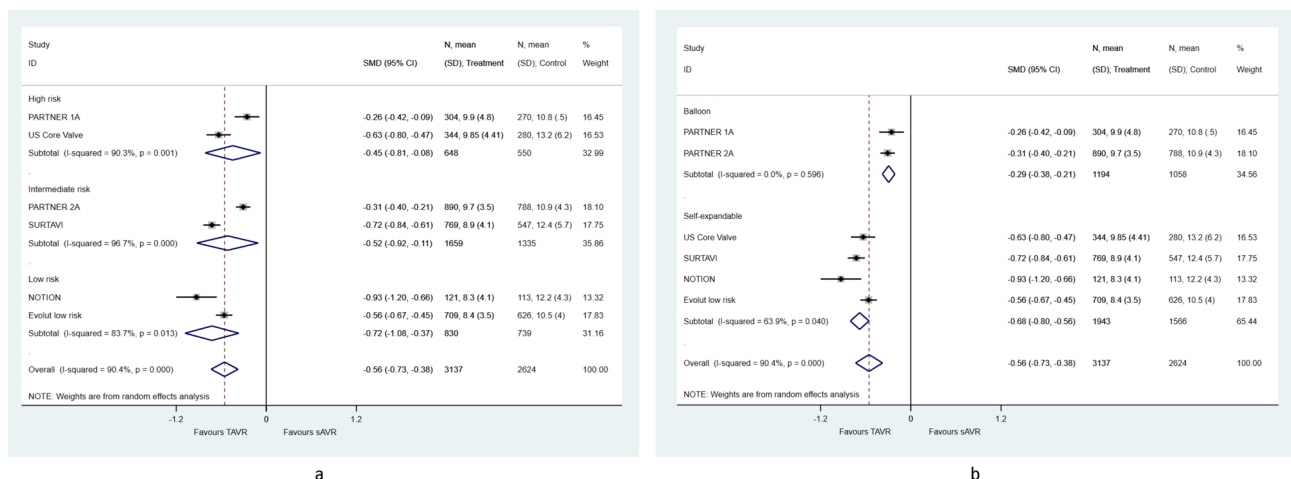 Study N, mean N, mean %
ID SMD (95% CI) (SD); Treatment (SD); Control Weight
High risk
PARTNER 1A -0.26 (-0.42, -0.09) 304, 9.9 (4.8) 270, 10.8 (.5) 16.45
US Core Valve -0.63 (-0.80, -0.47) 344, 9.85 (4.41) 280, 13.2 (6.2) 16.53
Subtotal (I-squared = 90.3%, p = 0.001) -0.45 (-0.81, -0.08) 648 550 32.99
.
Intermediate risk
PARTNER 2A -0.31 (-0.40, -0.21) 890, 9.7 (3.5) 788, 10.9 (4.3) 18.10
SURTAVI -0.72 (-0.84, -0.61) 769, 8.9 (4.1) 547, 12.4 (5.7) 17.75
Subtotal (I-squared = 96.7%, p = 0.000) -0.52 (-0.92, -0.11) 1659 1335 35.86
.
Low risk
NOTION -0.93 (-1.20, -0.66) 121, 8.3 (4.1) 113, 12.2 (4.3) 13.32
Evolut low risk -0.56 (-0.67, -0.45) 709, 8.4 (3.5) 626, 10.5 (4) 17.83
Subtotal (I-squared = 83.7%, p = 0.013) -0.72 (-1.08, -0.37) 830 739 31.16
.
Overall (I-squared = 90.4%, p = 0.000) -0.56 (-0.73, -0.38) 3137 2624 100.00
NOTE: Weights are from random effects analysis
-1.2 0 1.2
Favours TAVR Favours sAVR
a
Study N, mean N, mean %
ID SMD (95% CI) (SD); Treatment (SD); Control Weight
Balloon
PARTNER 1A -0.26 (-0.42, -0.09) 304, 9.9 (4.8) 270, 10.8 (.5) 16.45
PARTNER 2A -0.31 (-0.40, -0.21) 890, 9.7 (3.5) 788, 10.9 (4.3) 18.10
Subtotal (I-squared = 0.0%, p = 0.596) -0.29 (-0.38, -0.21) 1194 1058 34.56
.
Self-expandable
US Core Valve -0.63 (-0.80, -0.47) 344, 9.85 (4.41) 280, 13.2 (6.2) 16.53
SURTAVI -0.72 (-0.84, -0.61) 769, 8.9 (4.1) 547, 12.4 (5.7) 17.75
NOTION -0.93 (-1.20, -0.66) 121, 8.3 (4.1) 113, 12.2 (4.3) 13.32
Evolut low risk -0.56 (-0.67, -0.45) 709, 8.4 (3.5) 626, 10.5 (4) 17.83
Subtotal (I-squared = 63.9%, p = 0.040) -0.68 (-0.80, -0.56) 1943 1566 65.44
.
Overall (I-squared = 90.4%, p = 0.000) -0.56 (-0.73, -0.38) 3137 2624 100.00
NOTE: Weights are from random effects analysis
-1.2 0 1.2
Favours TAVR Favours sAVR
b